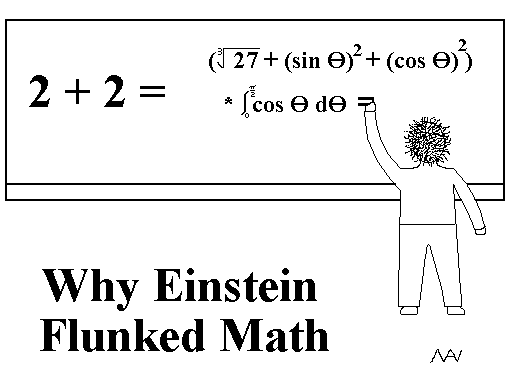 2 + 2 =
(∛27 + (sin Θ)² + (cos Θ)²)
* ∫₀^(π/2) cos Θ dΘ =
Why Einstein
Flunked Math